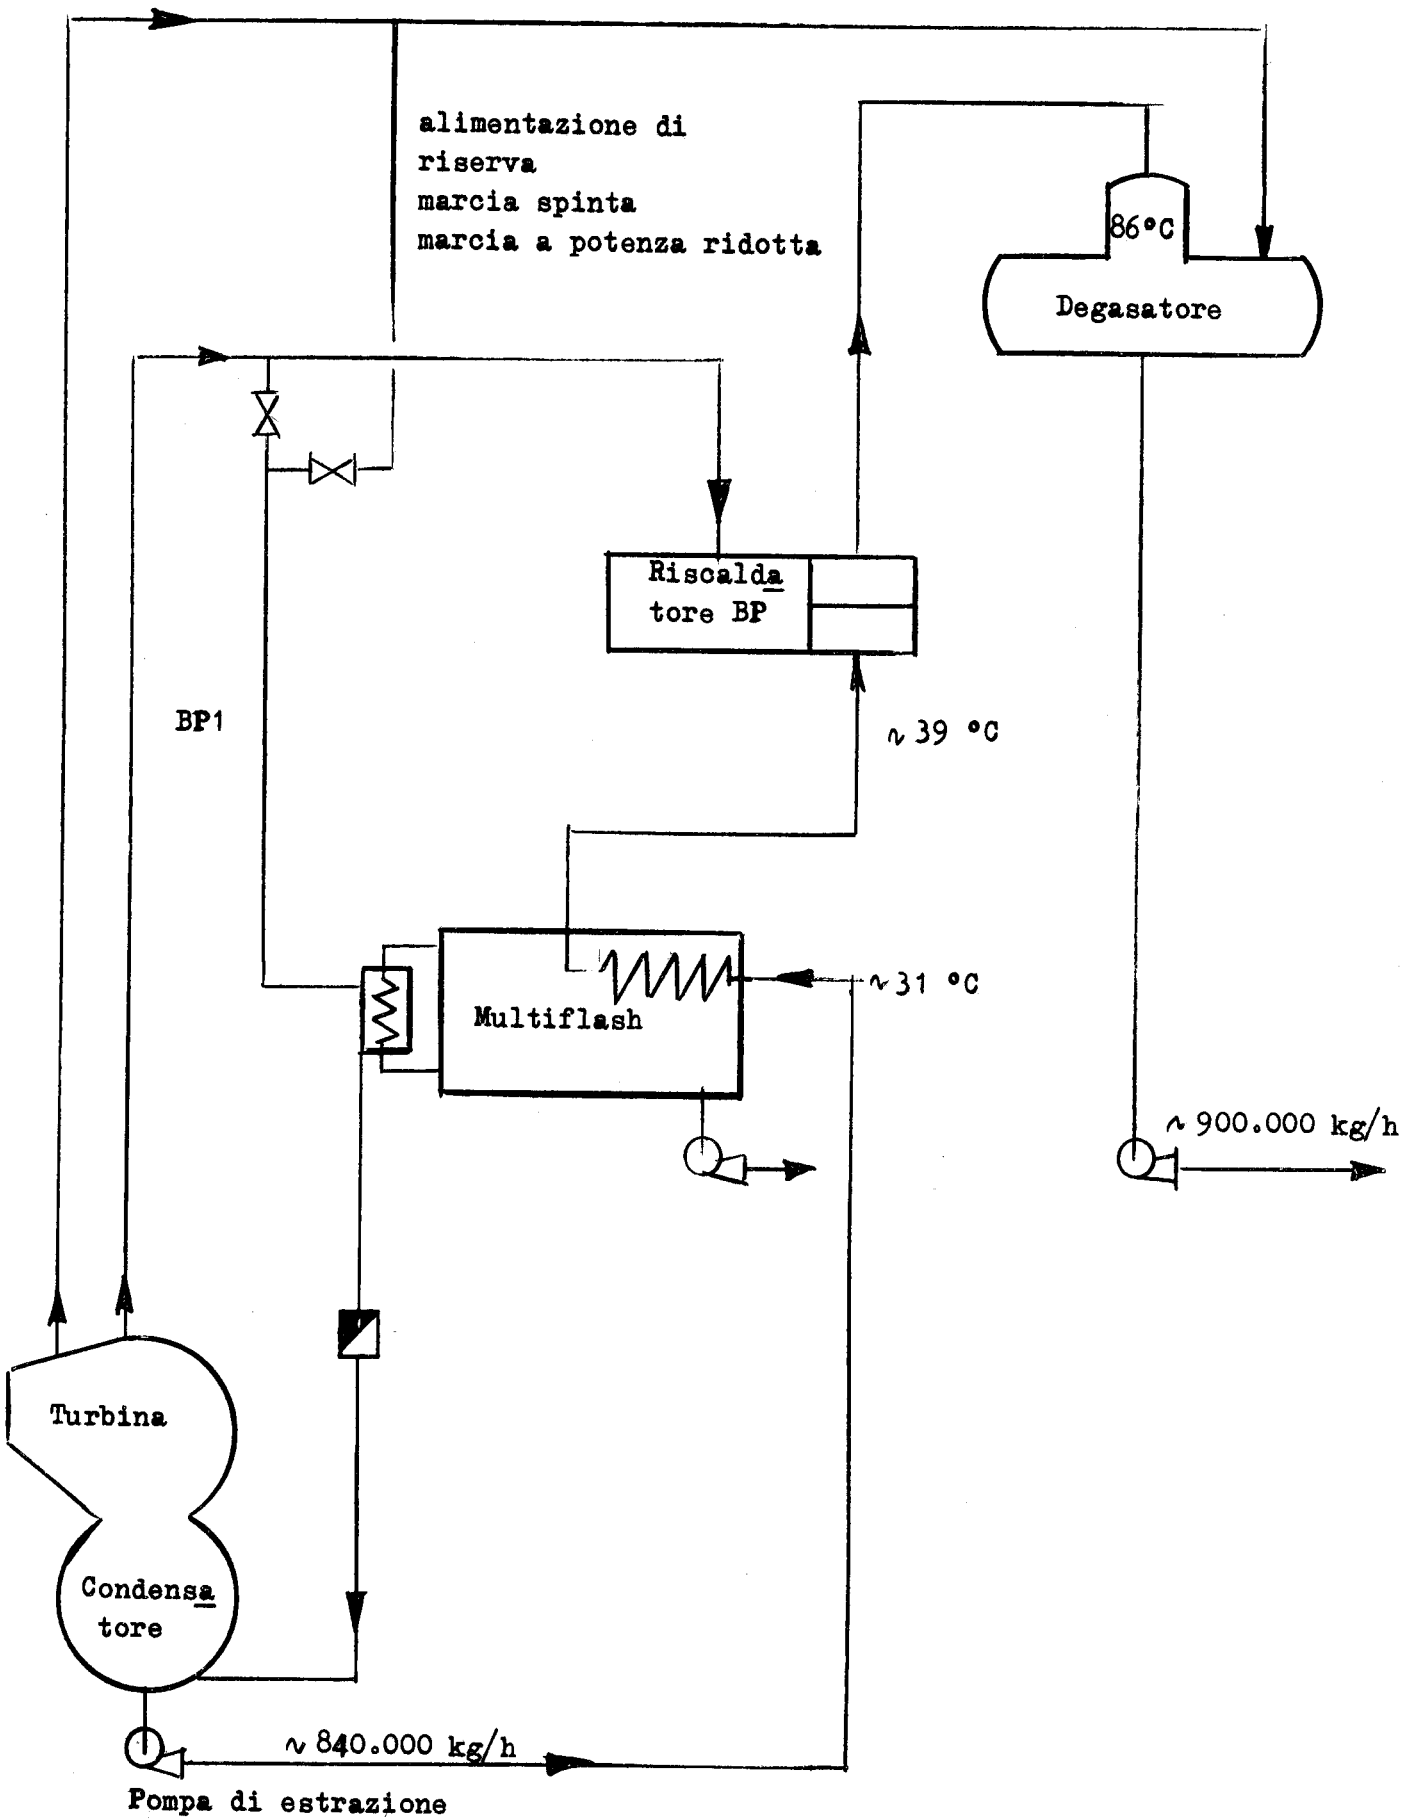 alimentazione di
riserva
marcia spinta
marcia a potenza ridotta
86°C
Degasatore
Riscalda
tore BP
BP1
~ 39 °C
~ 31 °C
Multiflash
~ 900.000 kg/h
Turbina
Condensa
tore
~ 840.000 kg/h
Pompa di estrazione